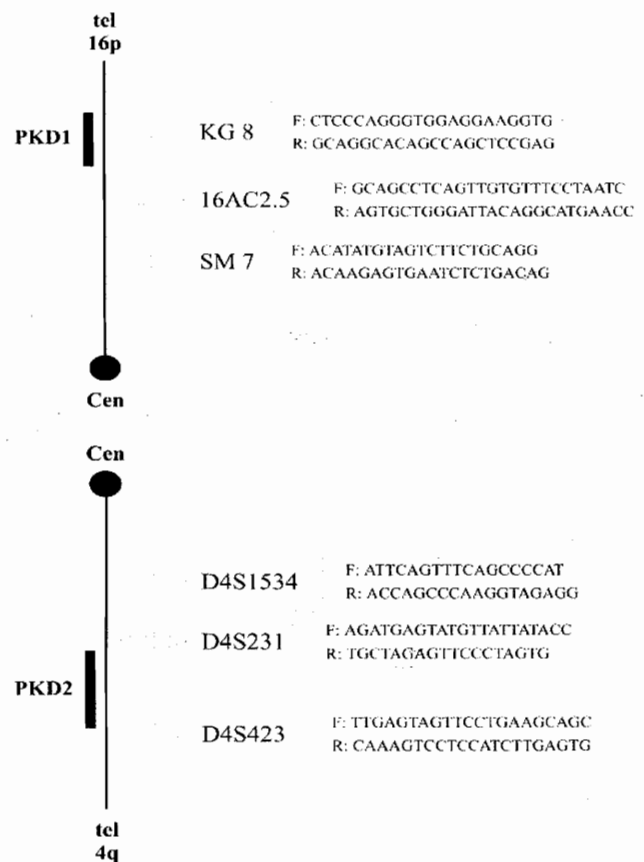 tel
16p
PKD1
KG 8
F: CTCCCAGGGTGGAGGAAGGTG
R: GCAGGCACAGCCAGCTCCGAG
16AC2.5
F: GCAGCCTCAGTTGTGTTTCCTAATC
R: AGTGCTGGGATTACAGGCATGAACC
SM 7
F: ACATATGTAGTCTTCTGCAGG
R: ACAAGAGTGAATCTCTGACAG
Cen
Cen
D4S1534
F: ATTCAGTTTCAGCCCCAT
R: ACCAGCCCAAGGTAGAGG
D4S231
F: AGATGAGTATGTTATTATACC
R: TGCTAGAGTTCCCTAGTG
PKD2
D4S423
F: TTGAGTAGTTCCTGAAGCAGC
R: CAAAGTCCTCCATCTTGAGTG
tel
4q